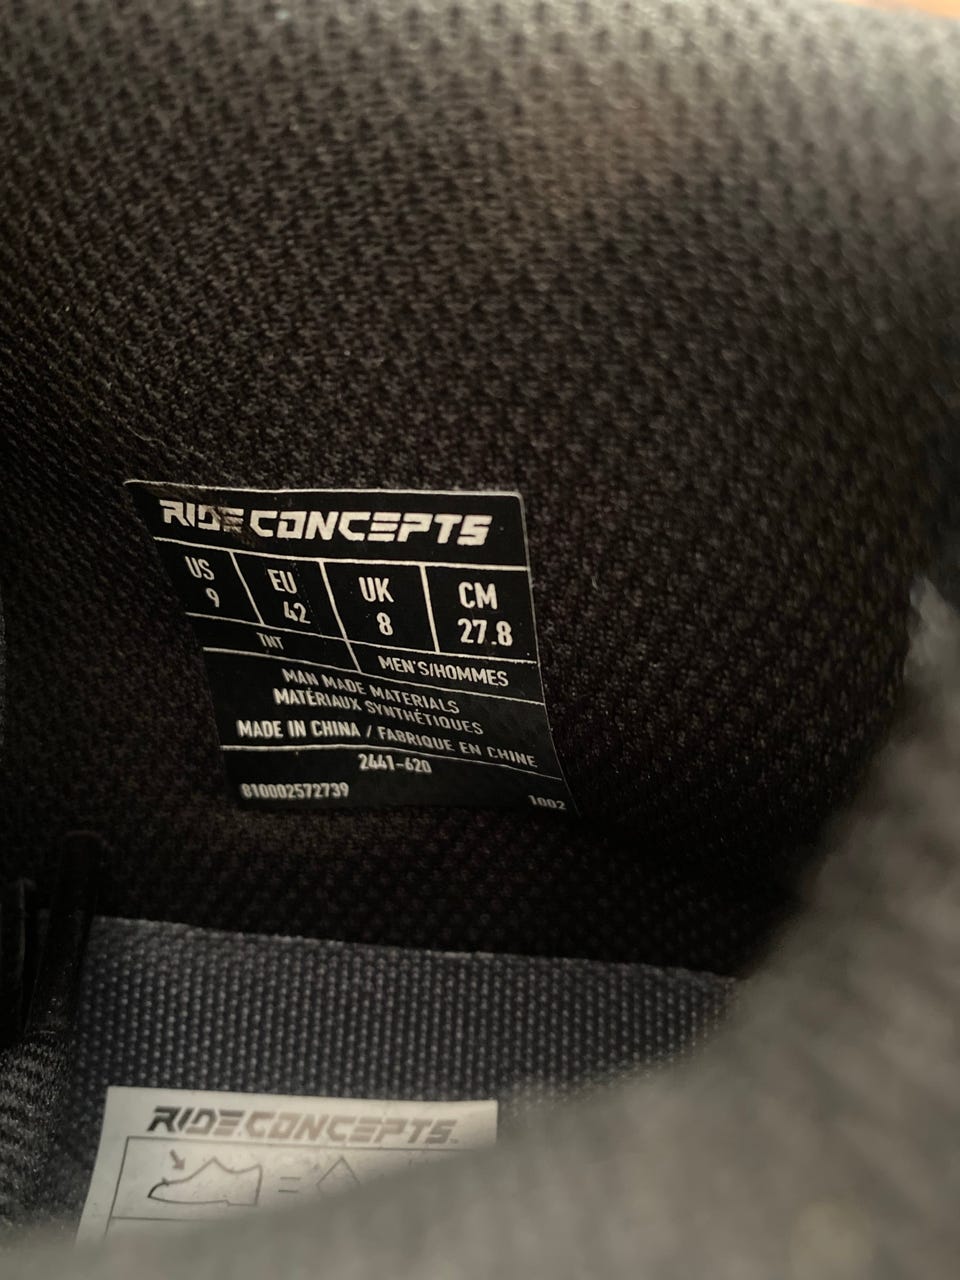 RIDE CONCEPTS
US EU UK CM
9 42 8 27.8
TNT MEN'S/HOMMES
MAN MADE MATERIALS
MATÉRIAUX SYNTHÉTIQUES
MADE IN CHINA / FABRIQUE EN CHINE
2441-620
810002572739 1002
RIDE CONCEPTS
=